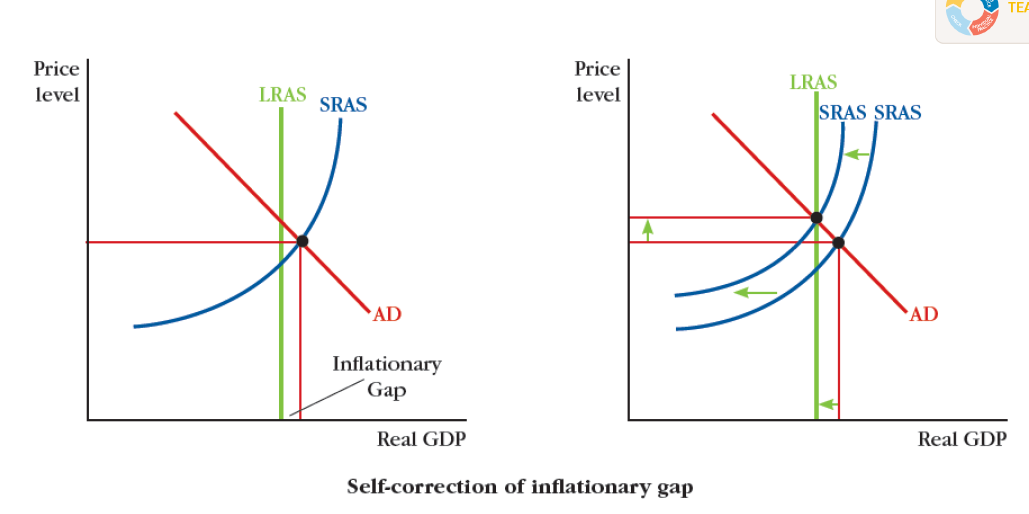 TEA
Price
level
LRAS
SRAS
AD
Inflationary
Gap
Real GDP
Price
level
LRAS
SRAS SRAS
AD
Real GDP
Self-correction of inflationary gap